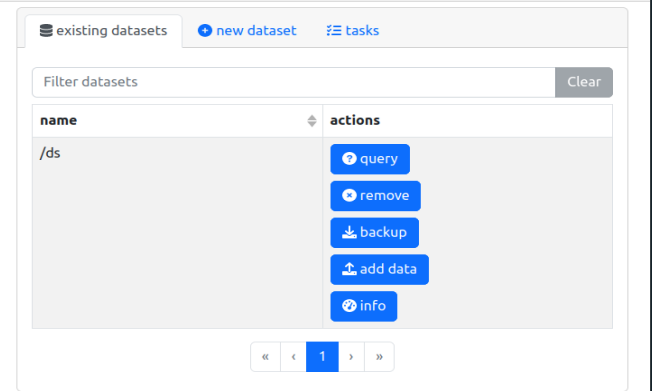 existing datasets new dataset tasks
Filter datasets Clear
name actions
/ds query
remove
backup
add data
info
« ‹ 1 › »